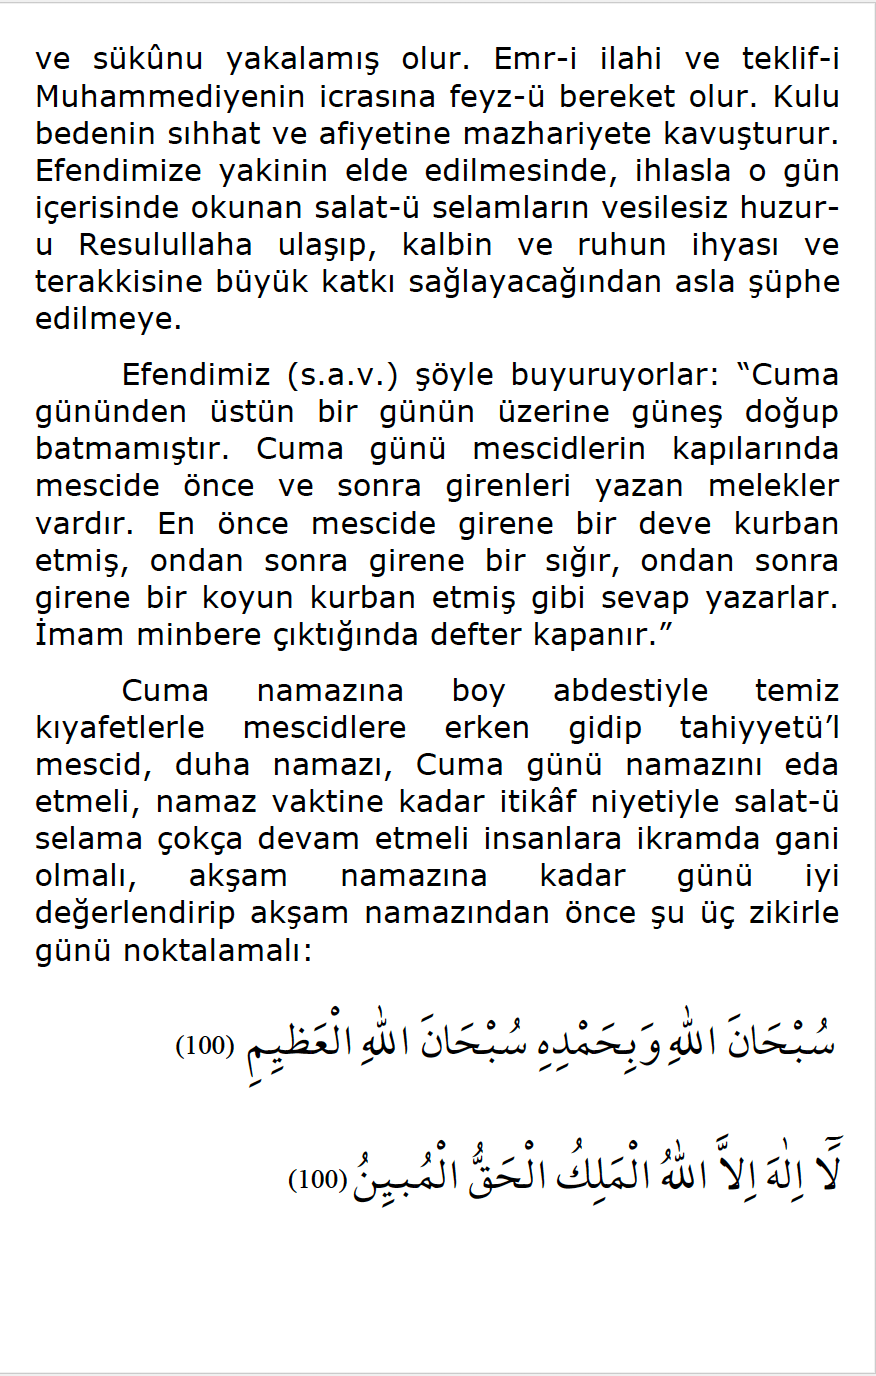 ve sükûnu yakalamış olur. Emr-i ilahi ve teklif-i
Muhammediyenin icrasına feyz-ü bereket olur. Kulu
bedenin sıhhat ve afiyetine mazhariyete kavuşturur.
Efendimize yakinin elde edilmesinde, ihlasla o gün
içerisinde okunan salat-ü selamların vesilesiz huzur-
u Resulullaha ulaşıp, kalbin ve ruhun ihyası ve
terakkisine büyük katkı sağlayacağından asla şüphe
edilmeye.
Efendimiz (s.a.v.) şöyle buyuruyorlar: “Cuma
gününden üstün bir günün üzerine güneş doğup
batmamıştır. Cuma günü mescidlerin kapılarında
mescide önce ve sonra girenleri yazan melekler
vardır. En önce mescide girene bir deve kurban
etmiş, ondan sonra girene bir sığır, ondan sonra
girene bir koyun kurban etmiş gibi sevap yazarlar.
İmam minbere çıktığında defter kapanır.”
Cuma namazına boy abdestiyle temiz
kıyafetlerle mescidlere erken gidip tahiyyetü’l
mescid, duha namazı, Cuma günü namazını eda
etmeli, namaz vaktine kadar itikâf niyetiyle salat-ü
selama çokça devam etmeli insanlara ikramda gani
olmalı, akşam namazına kadar günü iyi
değerlendirip akşam namazından önce şu üç zikirle
günü noktalamalı:
سُبْحَانَ اللّٰهِ وَبِحَمْدِهِ سُبْحَانَ اللّٰهِ الْعَظِيمِ (100)
لَٓا اِلٰهَ اِلاَّ اللّٰهُ الْمَلِكُ الْحَقُّ الْمُبِينُ (100)